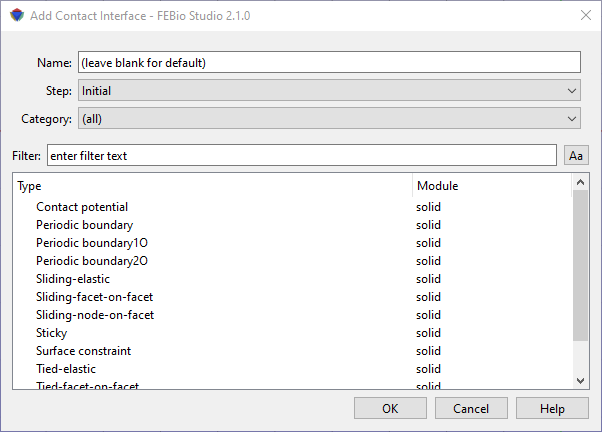 Add Contact Interface - FEBio Studio 2.1.0
Name: (leave blank for default)
Step: Initial
Category: (all)
Filter: enter filter text Aa
Type Module
Contact potential solid
Periodic boundary solid
Periodic boundary1O solid
Periodic boundary2O solid
Sliding-elastic solid
Sliding-facet-on-facet solid
Sliding-node-on-facet solid
Sticky solid
Surface constraint solid
Tied-elastic solid
Tied-facet-on-facet solid
OK Cancel Help